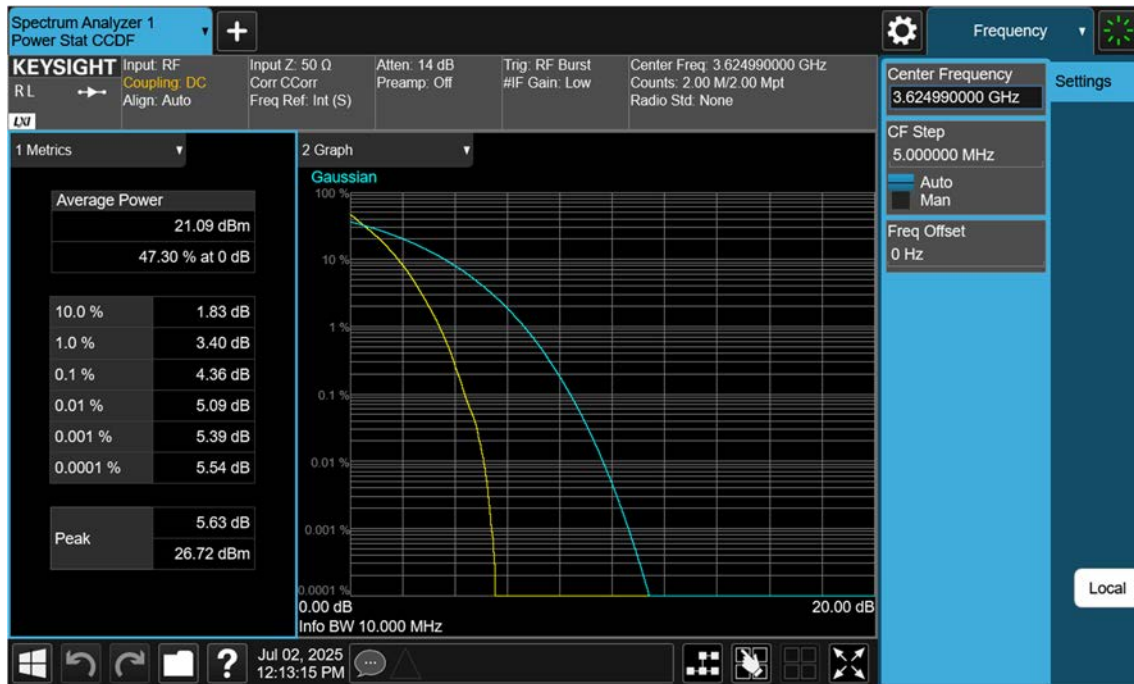 Spectrum Analyzer 1
Power Stat CCDF
+
Frequency
KEYSIGHT
R L
LXI
Input: RF
Coupling: DC
Align: Auto
Input Z: 50 Ω
Corr CCorr
Freq Ref: Int (S)
Atten: 14 dB
Preamp: Off
Trig: RF Burst
#IF Gain: Low
Center Freq: 3.624990000 GHz
Counts: 2.00 M/2.00 Mpt
Radio Std: None
Center Frequency
3.624990000 GHz
Settings
CF Step
5.000000 MHz
Auto
Man
Freq Offset
0 Hz
Local
1 Metrics
Average Power
21.09 dBm
47.30 % at 0 dB
10.0 % 1.83 dB
1.0 % 3.40 dB
0.1 % 4.36 dB
0.01 % 5.09 dB
0.001 % 5.39 dB
0.0001 % 5.54 dB
Peak
5.63 dB
26.72 dBm
2 Graph
Gaussian
100 %
10 %
1 %
0.1 %
0.01 %
0.001 %
0.0001 %
0.00 dB 20.00 dB
Info BW 10.000 MHz
?
Jul 02, 2025
12:13:15 PM